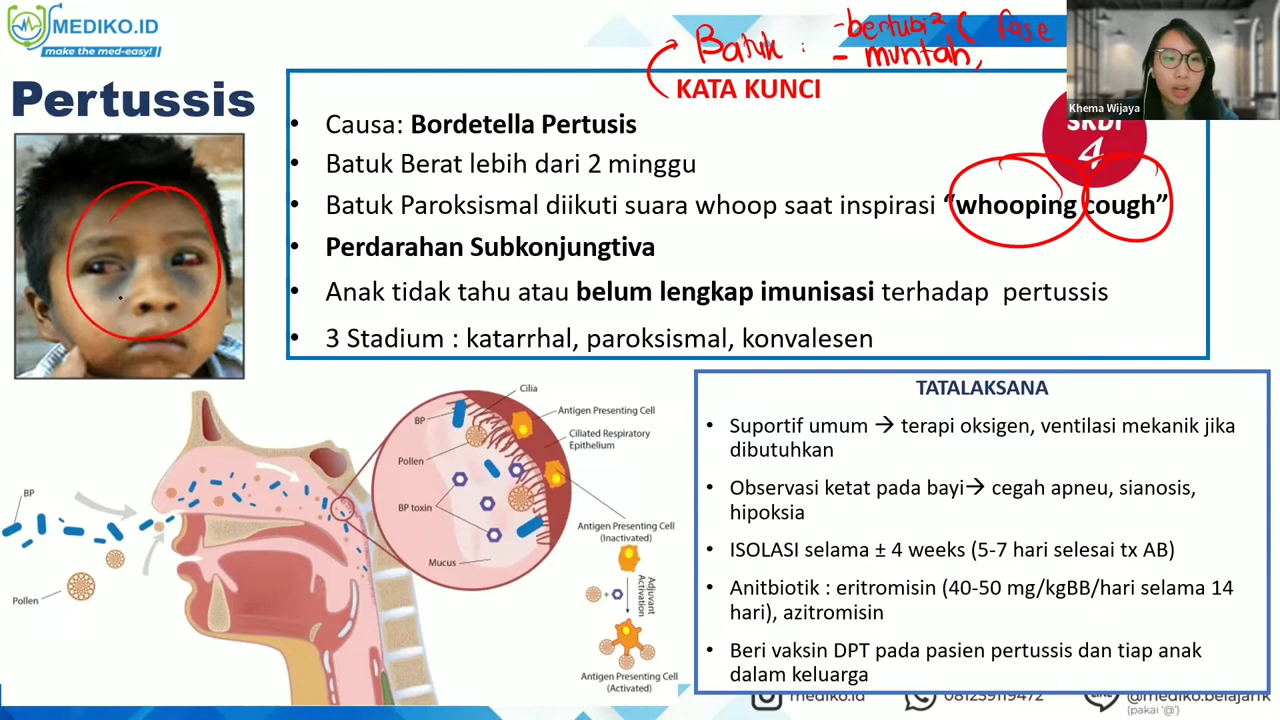 MEDIKO.ID
make the med-easy!
Batuk : - bertubi² ( fase
- muntah,
Khema Wijaya
Pertussis
KATA KUNCI
SKDI
4
• Causa: Bordetella Pertusis
• Batuk Berat lebih dari 2 minggu
• Batuk Paroksismal diikuti suara whoop saat inspirasi “whooping cough”
• Perdarahan Subkonjungtiva
• Anak tidak tahu atau belum lengkap imunisasi terhadap pertussis
• 3 Stadium : katarrhal, paroksismal, konvalesen
BP
Pollen
Cilia
BP
Antigen Presenting Cell
Ciliated Respiratory
Epithelium
Pollen
BP toxin
Mucus
Antigen Presenting Cell
(Inactivated)
Adjuvant
Activation
Antigen Presenting Cell
(Activated)
TATALAKSANA
• Suportif umum → terapi oksigen, ventilasi mekanik jika
dibutuhkan
• Observasi ketat pada bayi→ cegah apneu, sianosis,
hipoksia
• ISOLASI selama ± 4 weeks (5-7 hari selesai tx AB)
• Anitbiotik : eritromisin (40-50 mg/kgBB/hari selama 14
hari), azitromisin
• Beri vaksin DPT pada pasien pertussis dan tiap anak
dalam keluarga
mediko.id
081259119472
LINE
@mediko.belajarik
(pakai '@')